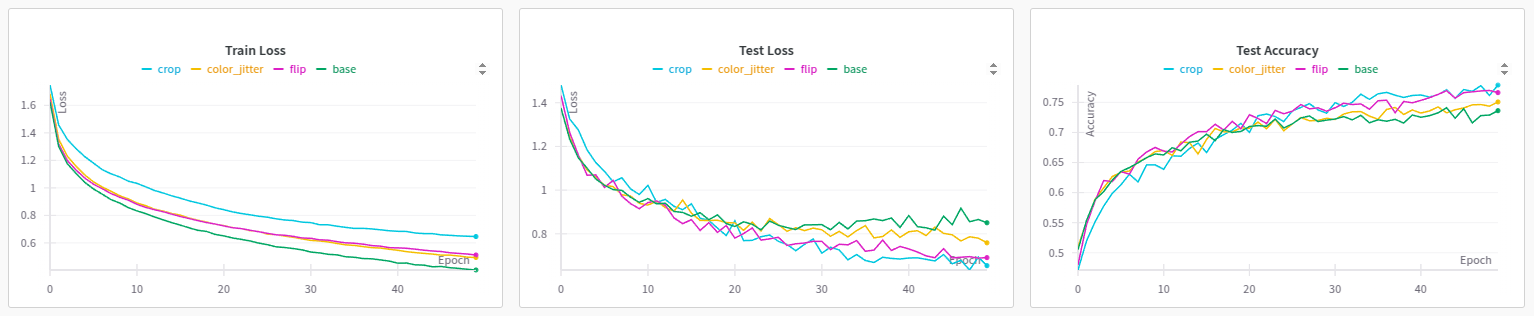 Train Loss
crop color_jitter flip base
Loss
1.6
1.4
1.2
1
0.8
0.6
Epoch
0 10 20 30 40
Test Loss
crop color_jitter flip base
Loss
1.4
1.2
1
0.8
Epoch
0 10 20 30 40
Test Accuracy
crop color_jitter flip base
Accuracy
0.75
0.7
0.65
0.6
0.55
0.5
Epoch
0 10 20 30 40